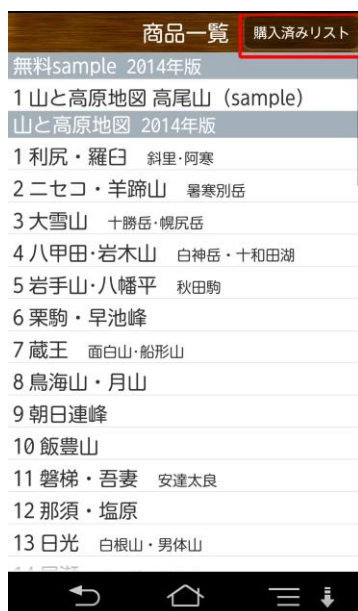 商品一覧 購入済みリスト
無料sample 2014年版
1 山と高原地図 高尾山（sample）
山と高原地図 2014年版
1 利尻・羅臼 斜里･阿寒
2 ニセコ・羊蹄山 暑寒別岳
3 大雪山 十勝岳･幌尻岳
4 八甲田･岩木山 白神岳・十和田湖
5 岩手山･八幡平 秋田駒
6 栗駒・早池峰
7 蔵王 面白山･船形山
8 鳥海山・月山
9 朝日連峰
10 飯豊山
11 磐梯・吾妻 安達太良
12 那須・塩原
13 日光 白根山・男体山